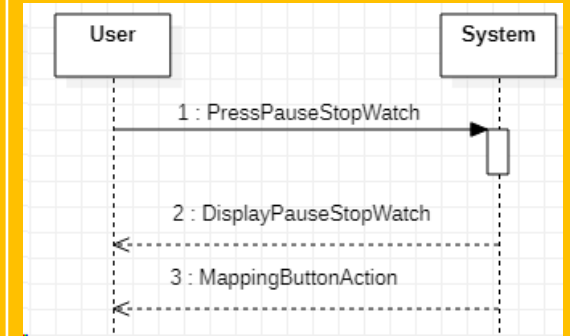 User
System
1 : PressPauseStopWatch
2 : DisplayPauseStopWatch
3 : MappingButtonAction